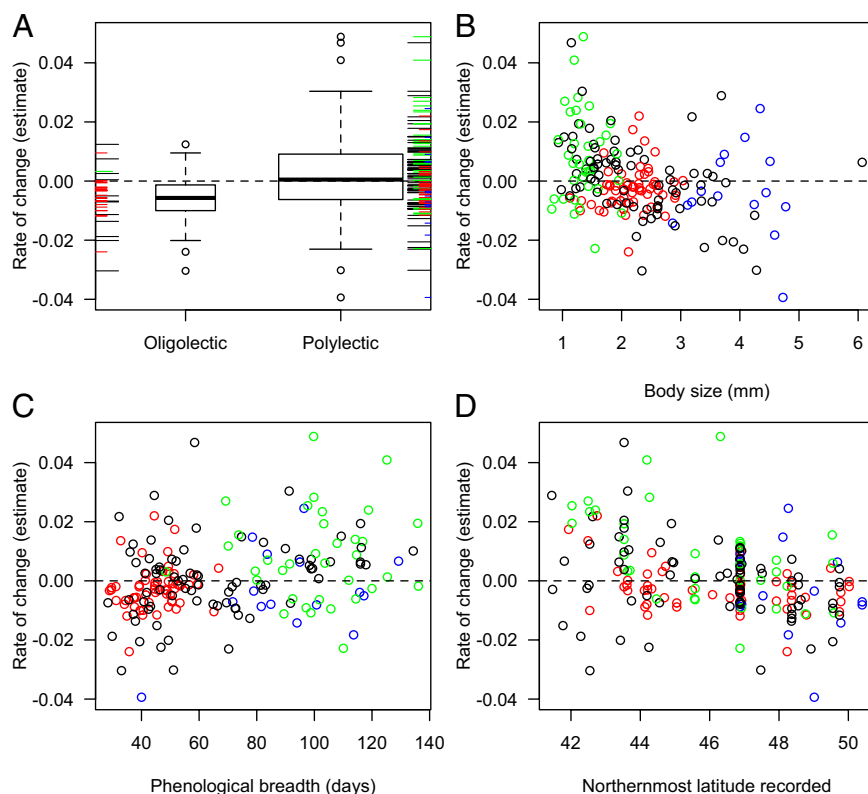 A
Rate of change (estimate)
0.04
0.02
0.00
-0.02
-0.04
Oligolectic
Polylectic
B
Rate of change (estimate)
0.04
0.02
0.00
-0.02
-0.04
1 2 3 4 5 6
Body size (mm)
C
Rate of change (estimate)
0.04
0.02
0.00
-0.02
-0.04
40 60 80 100 120 140
Phenological breadth (days)
D
Rate of change (estimate)
0.04
0.02
0.00
-0.02
-0.04
42 44 46 48 50
Northernmost latitude recorded